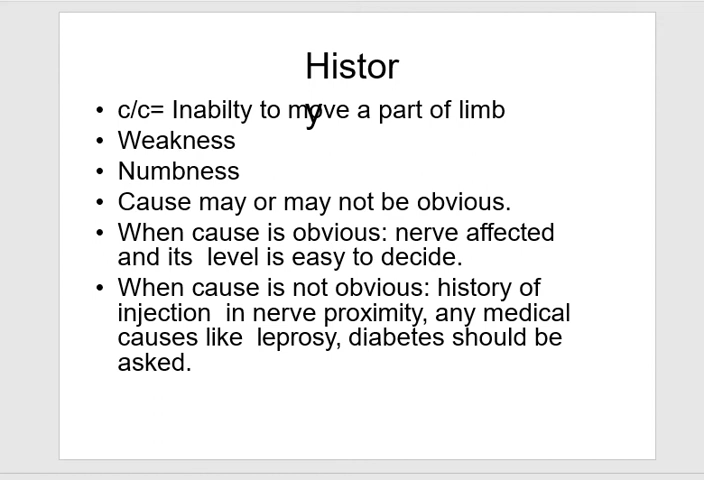 Histor
y
• c/c= Inabilty to move a part of limb
• Weakness
• Numbness
• Cause may or may not be obvious.
• When cause is obvious: nerve affected
and its  level is easy to decide.
• When cause is not obvious: history of
injection  in nerve proximity, any medical
causes like  leprosy, diabetes should be
asked.